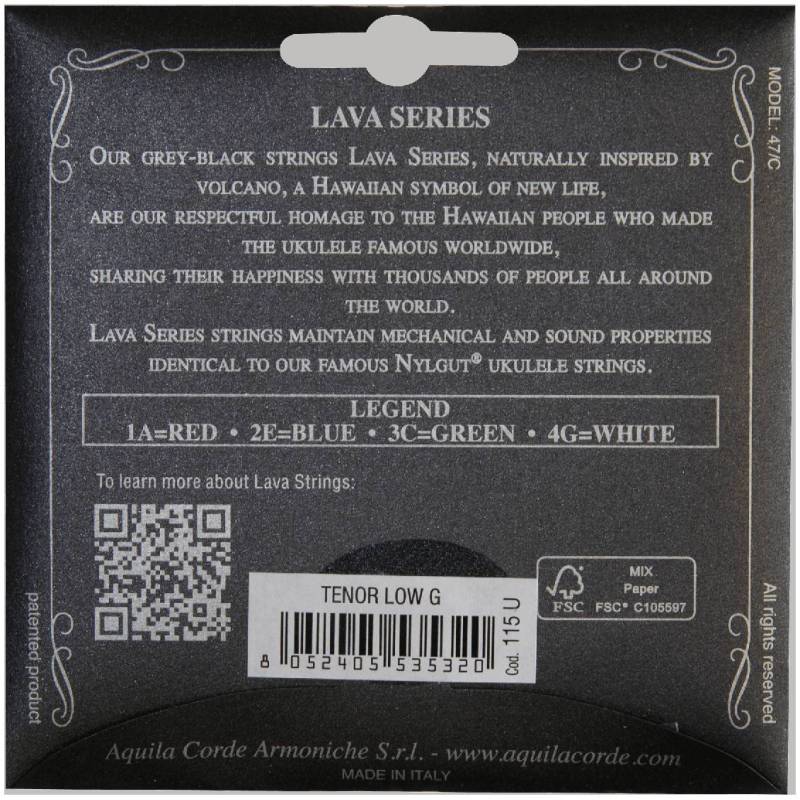 LAVA SERIES
OUR GREY-BLACK STRINGS LAVA SERIES, NATURALLY INSPIRED BY
VOLCANO, A HAWAIIAN SYMBOL OF NEW LIFE,
ARE OUR RESPECTFUL HOMAGE TO THE HAWAIIAN PEOPLE WHO MADE
THE UKULELE FAMOUS WORLDWIDE,
SHARING THEIR HAPPINESS WITH THOUSANDS OF PEOPLE ALL AROUND
THE WORLD.
LAVA SERIES STRINGS MAINTAIN MECHANICAL AND SOUND PROPERTIES
IDENTICAL TO OUR FAMOUS NYLGUT® UKULELE STRINGS.
LEGEND
1A=RED • 2E=BLUE • 3C=GREEN • 4G=WHITE
To learn more about Lava Strings:
TENOR LOW G
8 052405 535320
Cod. 115 U
FSC
MIX
Paper
FSC® C105597
MODEL: 47/C
patented product
All rights reserved
Aquila Corde Armoniche S.r.l. - www.aquilacorde.com
MADE IN ITALY